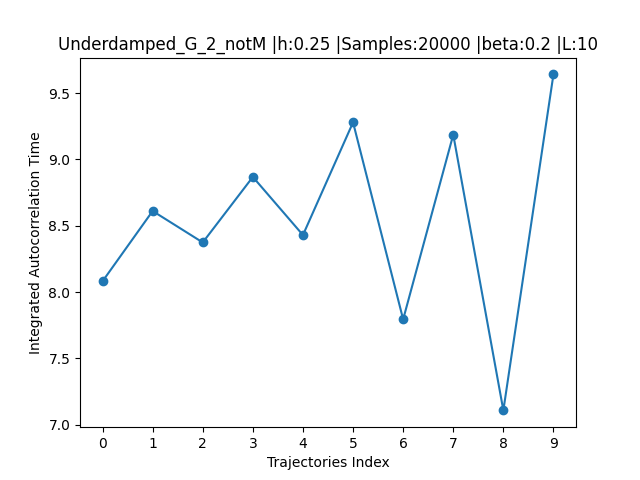 Underdamped_G_2_notM |h:0.25 |Samples:20000 |beta:0.2 |L:10
Integrated Autocorrelation Time
9.5
9.0
8.5
8.0
7.5
7.0
0 1 2 3 4 5 6 7 8 9
Trajectories Index